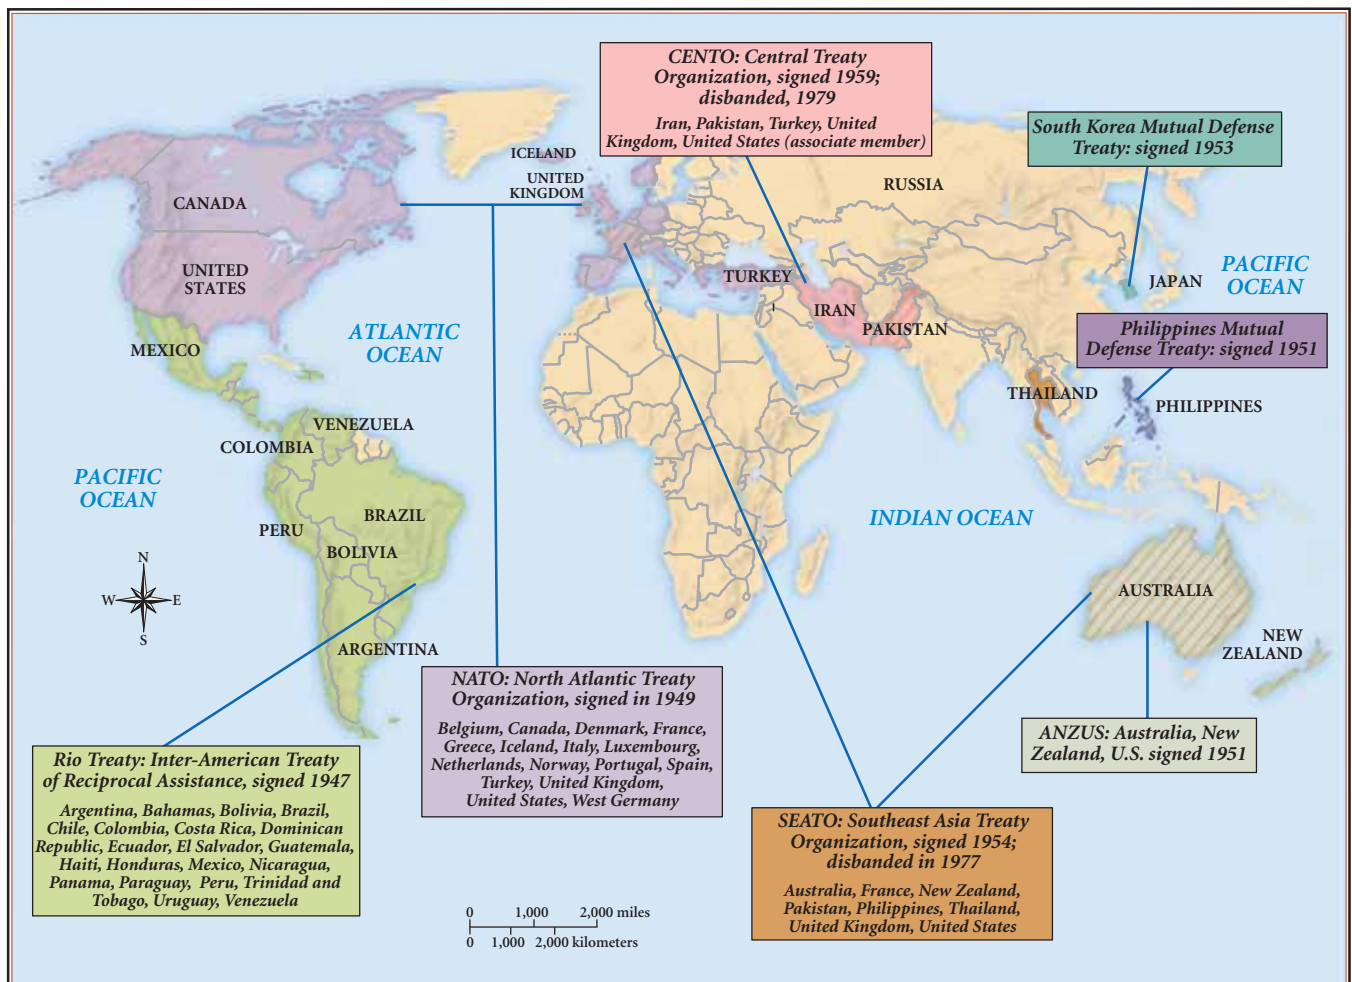 CENTO: Central Treaty
Organization, signed 1959;
disbanded, 1979
Iran, Pakistan, Turkey, United
Kingdom, United States (associate member)
South Korea Mutual Defense
Treaty: signed 1953
ICELAND
UNITED
KINGDOM
RUSSIA
CANADA
UNITED
STATES
TURKEY
IRAN
PAKISTAN
JAPAN
PACIFIC
OCEAN
ATLANTIC
OCEAN
MEXICO
Philippines Mutual
Defense Treaty: signed 1951
THAILAND
PHILIPPINES
VENEZUELA
COLOMBIA
PACIFIC
OCEAN
PERU
BRAZIL
BOLIVIA
INDIAN OCEAN
N
W
E
S
AUSTRALIA
ARGENTINA
NEW
ZEALAND
NATO: North Atlantic Treaty
Organization, signed in 1949
Belgium, Canada, Denmark, France,
Greece, Iceland, Italy, Luxembourg,
Netherlands, Norway, Portugal, Spain,
Turkey, United Kingdom,
United States, West Germany
ANZUS: Australia, New
Zealand, U.S. signed 1951
Rio Treaty: Inter-American Treaty
of Reciprocal Assistance, signed 1947
Argentina, Bahamas, Bolivia, Brazil,
Chile, Colombia, Costa Rica, Dominican
Republic, Ecuador, El Salvador, Guatemala,
Haiti, Honduras, Mexico, Nicaragua,
Panama, Paraguay, Peru, Trinidad and
Tobago, Uruguay, Venezuela
SEATO: Southeast Asia Treaty
Organization, signed 1954;
disbanded in 1977
Australia, France, New Zealand,
Pakistan, Philippines, Thailand,
United Kingdom, United States
0 1,000 2,000 miles
0 1,000 2,000 kilometers